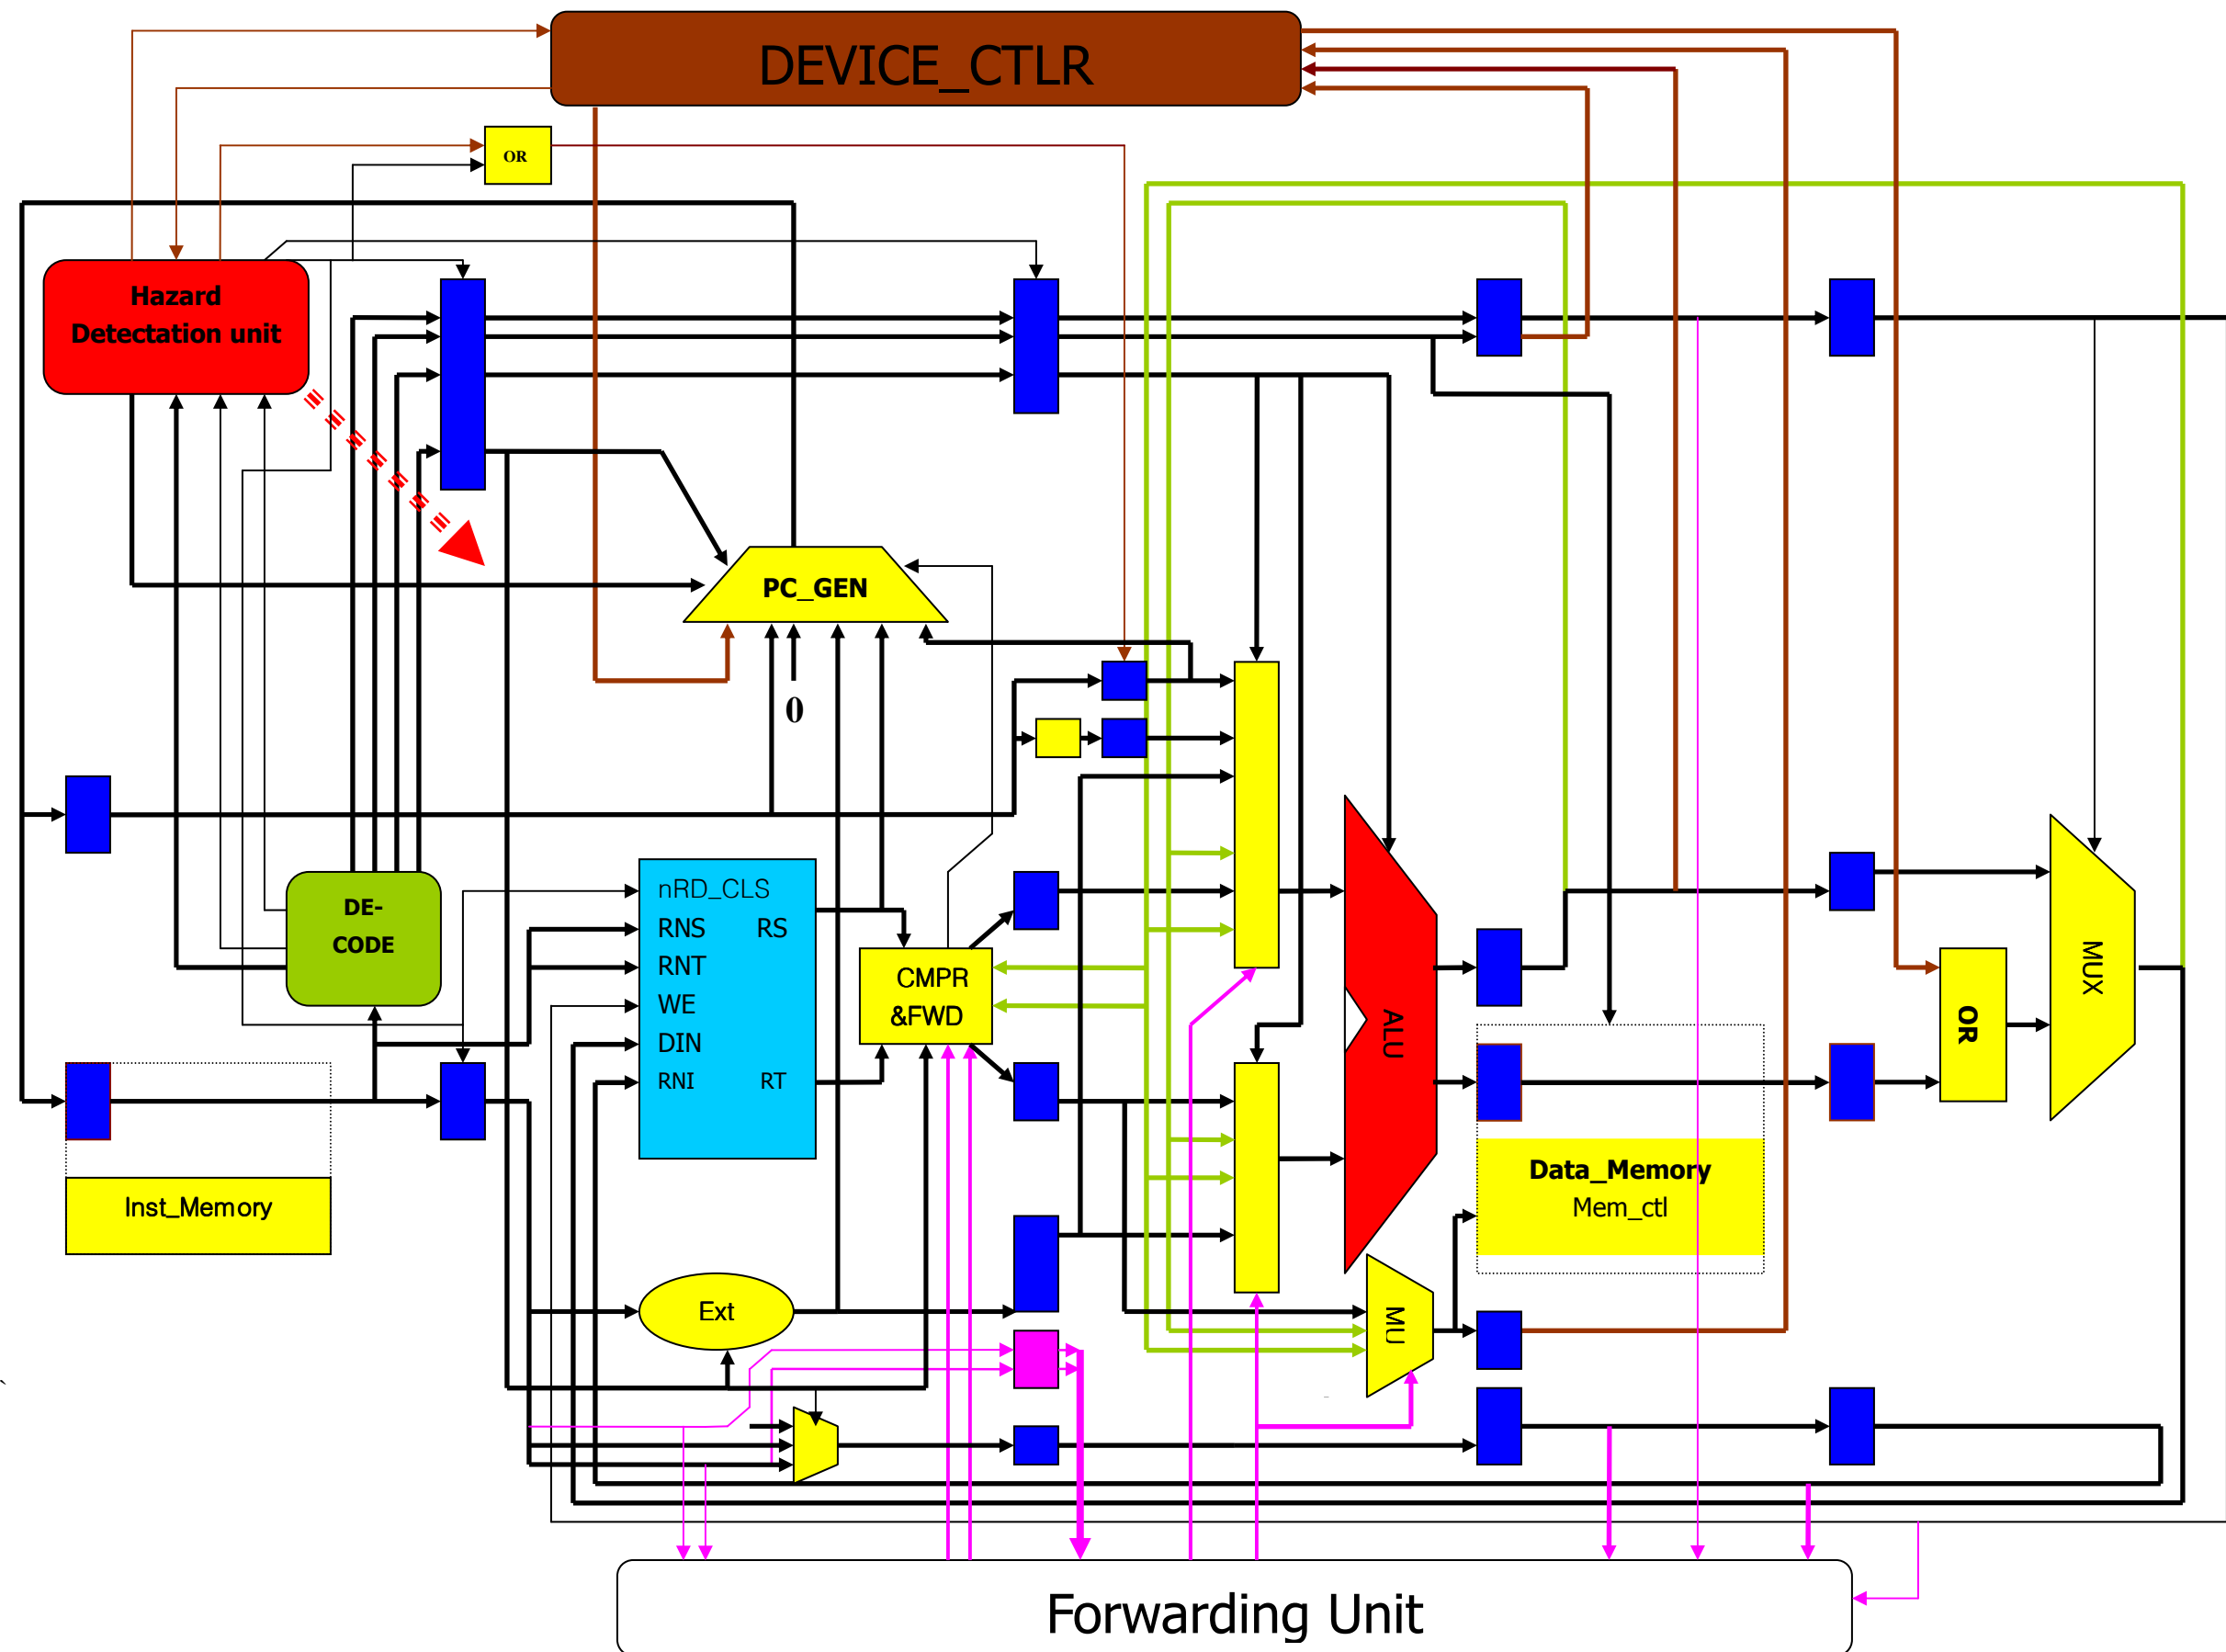 DEVICE_CTLR
OR
Hazard
Detectation unit
PC_GEN
0
DE-
CODE
nRD_CLS
RNS RS
RNT
WE
DIN
RNI RT
CMPR
&FWD
ALU
MUX
OR
Inst_Memory
Data_Memory
Mem_ctl
Ext
MU
`
Forwarding Unit